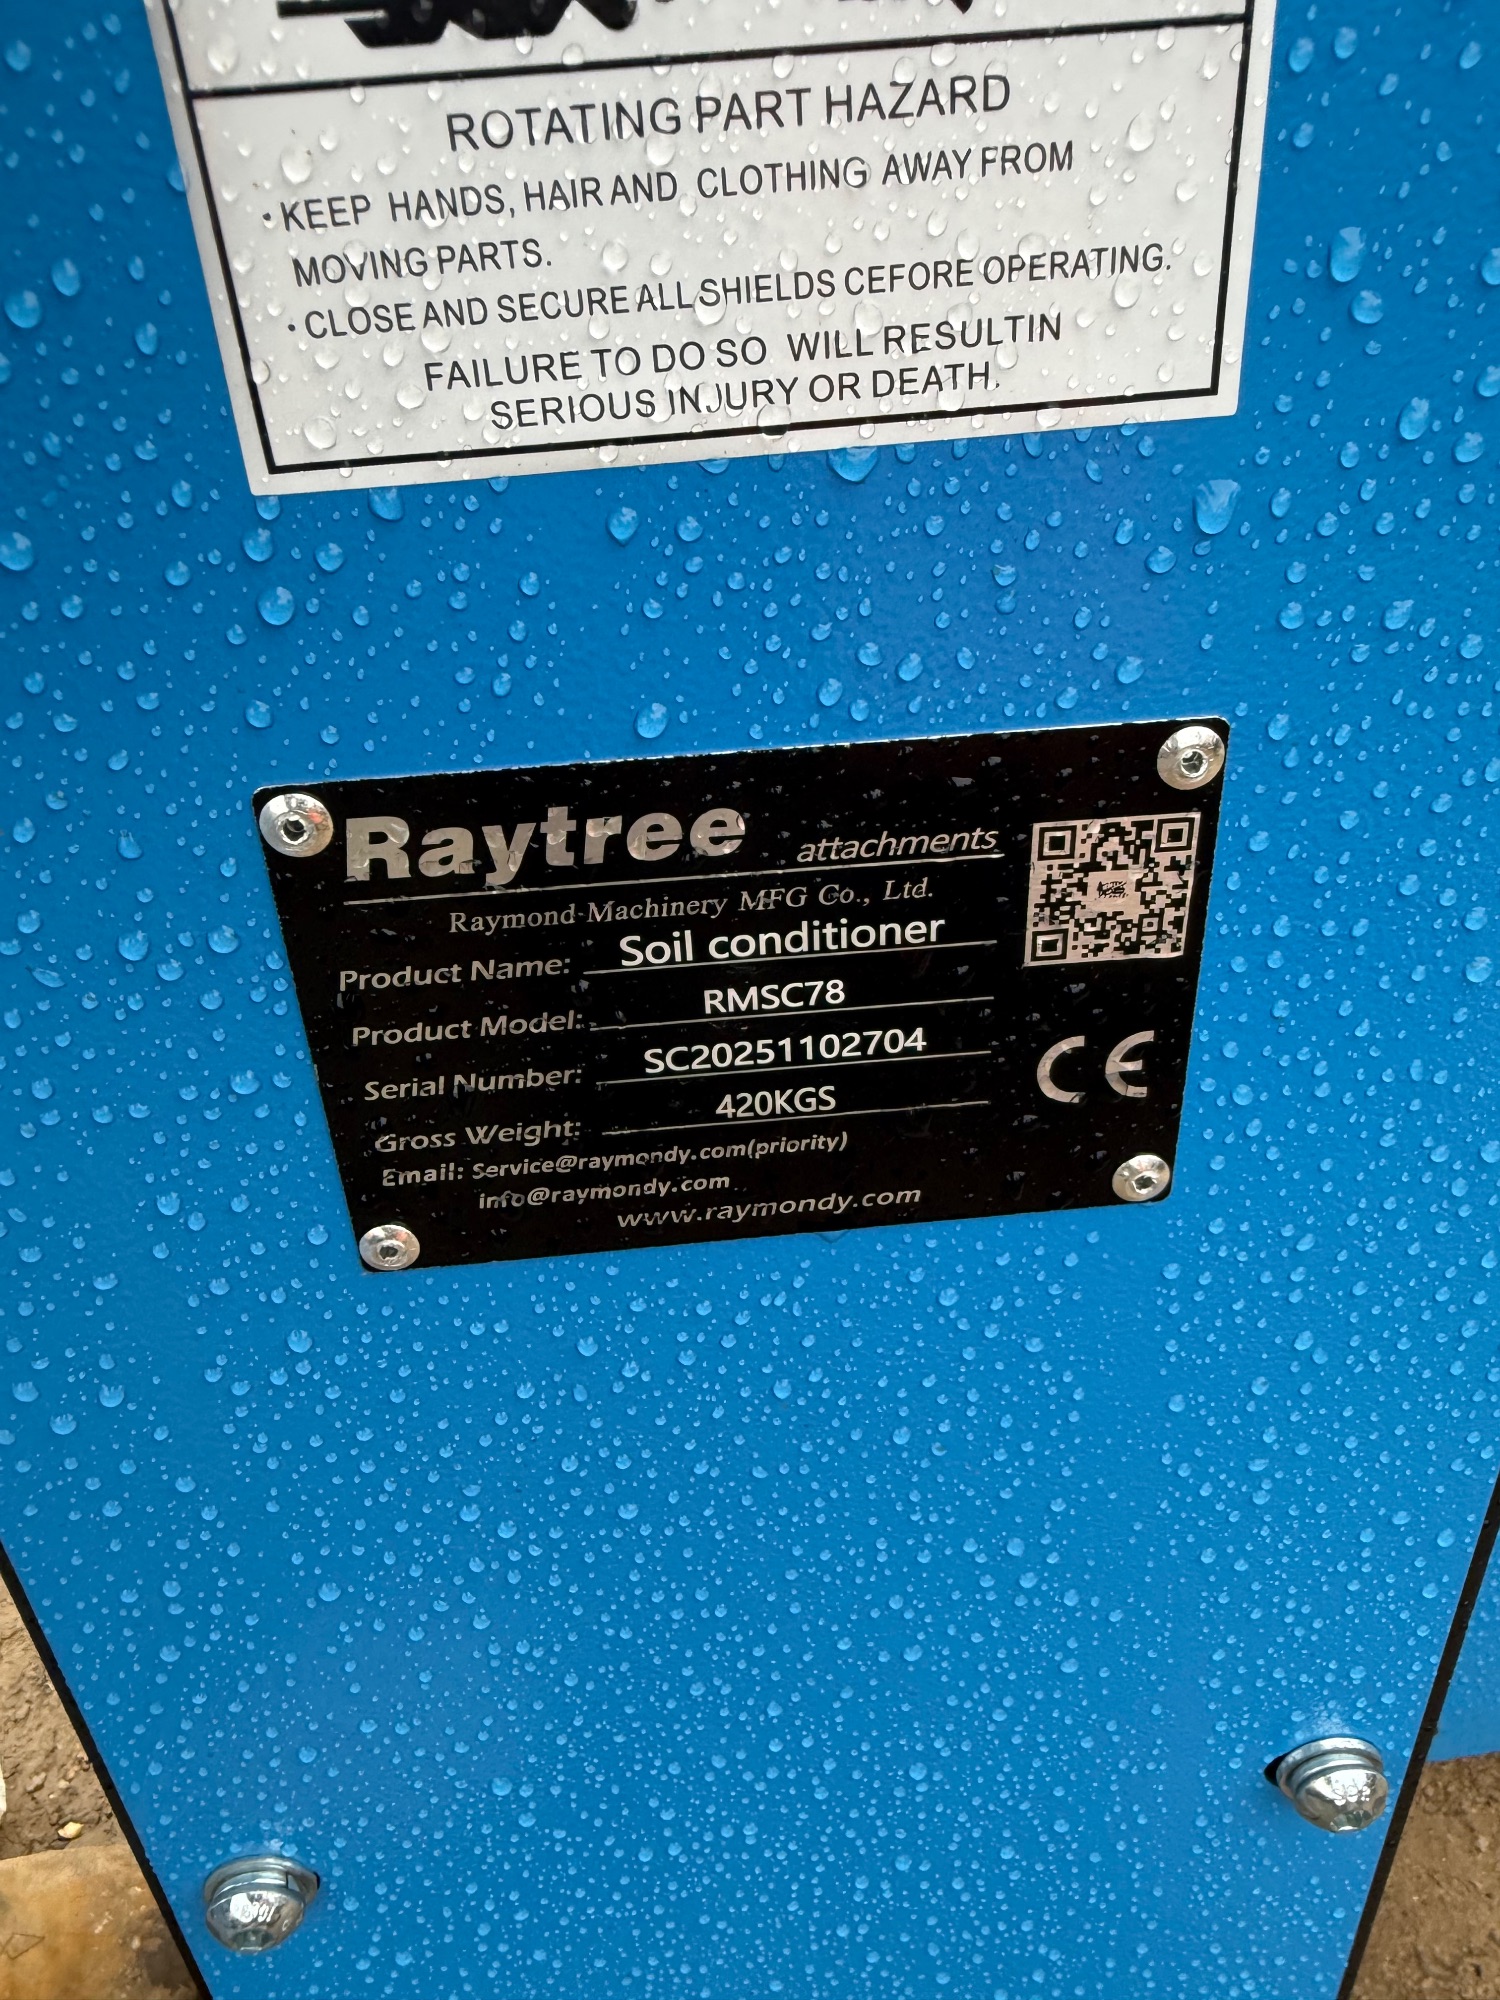 ROTATING PART HAZARD
· KEEP HANDS, HAIR AND CLOTHING AWAY FROM
MOVING PARTS.
· CLOSE AND SECURE ALL SHIELDS CEFORE OPERATING.
FAILURE TO DO SO WILL RESULTIN
SERIOUS INJURY OR DEATH.
Raytree attachments
Raymond Machinery MFG Co., Ltd.
Product Name: Soil conditioner
Product Model: RMSC78
Serial Number: SC20251102704
Gross Weight: 420KGS
CE
Email: Service@raymondy.com(priority)
info@raymondy.com
www.raymondy.com